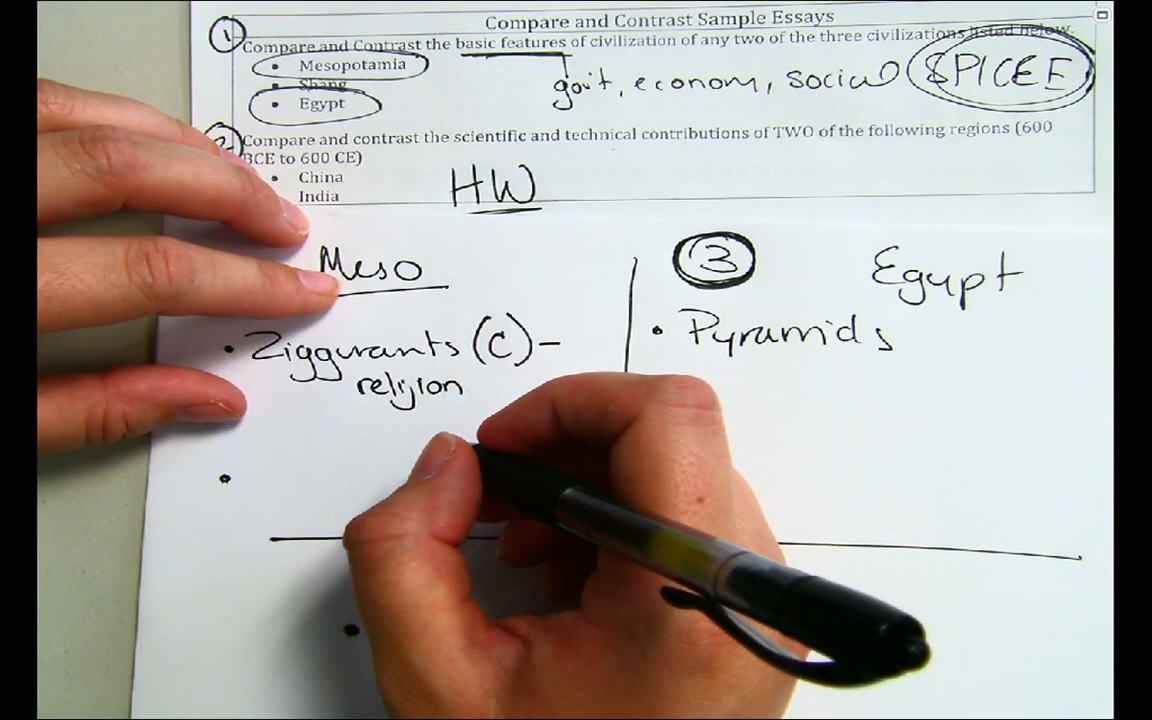 Compare and Contrast Sample Essays
1
Compare and Contrast the basic features of civilization of any two of the three civilizations listed below.
• Mesopotamia
• Shang
• Egypt
gov't, econom, social SPICEE
2 Compare and contrast the scientific and technical contributions of TWO of the following regions (600
BCE to 600 CE)
• China
India
HW
Meso
3
Egypt
• Ziggurants (C) –
religion
• Pyramids
•
•